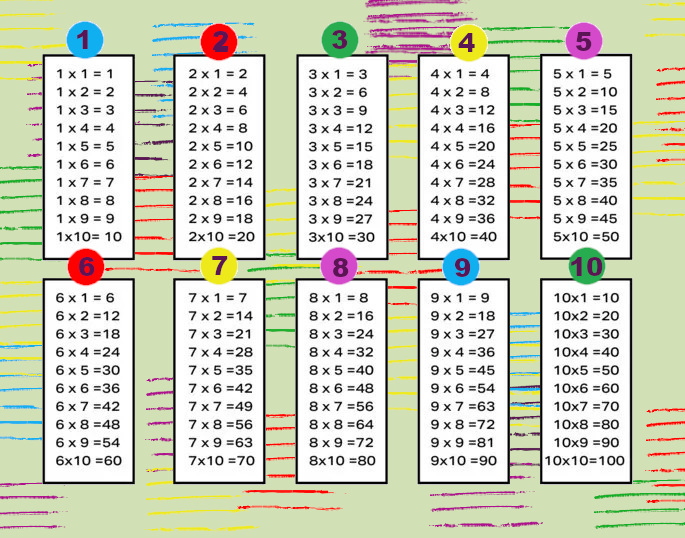 1
1 x 1 = 1
1 x 2 = 2
1 x 3 = 3
1 x 4 = 4
1 x 5 = 5
1 x 6 = 6
1 x 7 = 7
1 x 8 = 8
1 x 9 = 9
1x10= 10
2
2 x 1 = 2
2 x 2 = 4
2 x 3 = 6
2 x 4 = 8
2 x 5 =10
2 x 6 =12
2 x 7 =14
2 x 8 =16
2 x 9 =18
2x10 =20
3
3 x 1 = 3
3 x 2 = 6
3 x 3 = 9
3 x 4 =12
3 x 5 =15
3 x 6 =18
3 x 7 =21
3 x 8 =24
3 x 9 =27
3x10 =30
4
4 x 1 = 4
4 x 2 = 8
4 x 3 =12
4 x 4 =16
4 x 5 =20
4 x 6 =24
4 x 7 =28
4 x 8 =32
4 x 9 =36
4x10 =40
5
5 x 1 = 5
5 x 2 =10
5 x 3 =15
5 x 4 =20
5 x 5 =25
5 x 6 =30
5 x 7 =35
5 x 8 =40
5 x 9 =45
5x10 =50
6
6 x 1 = 6
6 x 2 =12
6 x 3 =18
6 x 4 =24
6 x 5 =30
6 x 6 =36
6 x 7 =42
6 x 8 =48
6 x 9 =54
6x10 =60
7
7 x 1 = 7
7 x 2 =14
7 x 3 =21
7 x 4 =28
7 x 5 =35
7 x 6 =42
7 x 7 =49
7 x 8 =56
7 x 9 =63
7x10 =70
8
8 x 1 = 8
8 x 2 =16
8 x 3 =24
8 x 4 =32
8 x 5 =40
8 x 6 =48
8 x 7 =56
8 x 8 =64
8 x 9 =72
8x10 =80
9
9 x 1 = 9
9 x 2 =18
9 x 3 =27
9 x 4 =36
9 x 5 =45
9 x 6 =54
9 x 7 =63
9 x 8 =72
9 x 9 =81
9x10 =90
10
10x1 =10
10x2 =20
10x3 =30
10x4 =40
10x5 =50
10x6 =60
10x7 =70
10x8 =80
10x9 =90
10x10=100